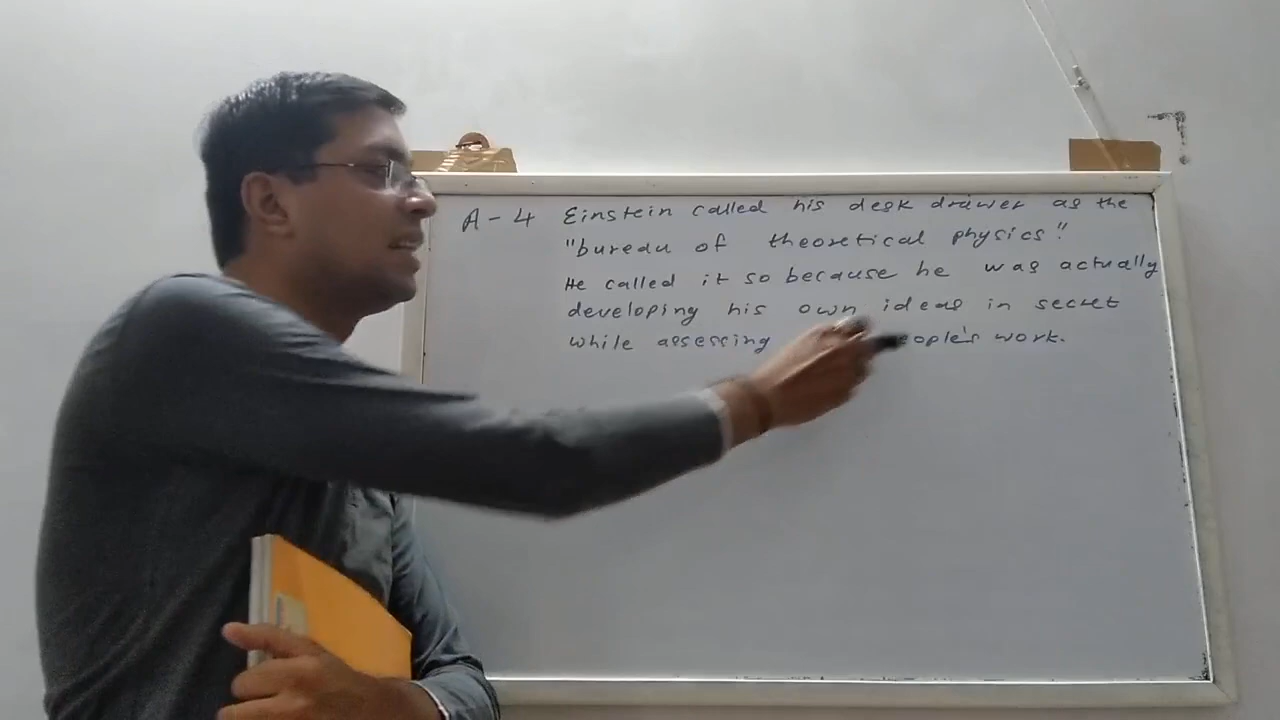 A - 4 Einstein called his desk drawer as the
"bureau of theoretical physics".
He called it so because he was actually
developing his own ideas in secret
while assessing people's work.